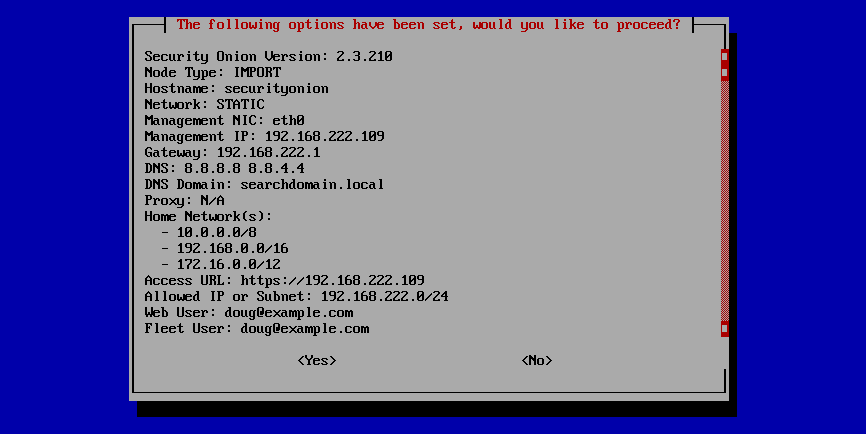 The following options have been set, would you like to proceed?
Security Onion Version: 2.3.210
Node Type: IMPORT
Hostname: securityonion
Network: STATIC
Management NIC: eth0
Management IP: 192.168.222.109
Gateway: 192.168.222.1
DNS: 8.8.8.8 8.8.4.4
DNS Domain: searchdomain.local
Proxy: N/A
Home Network(s):
- 10.0.0.0/8
- 192.168.0.0/16
- 172.16.0.0/12
Access URL: https://192.168.222.109
Allowed IP or Subnet: 192.168.222.0/24
Web User: doug@example.com
Fleet User: doug@example.com
<Yes> <No>